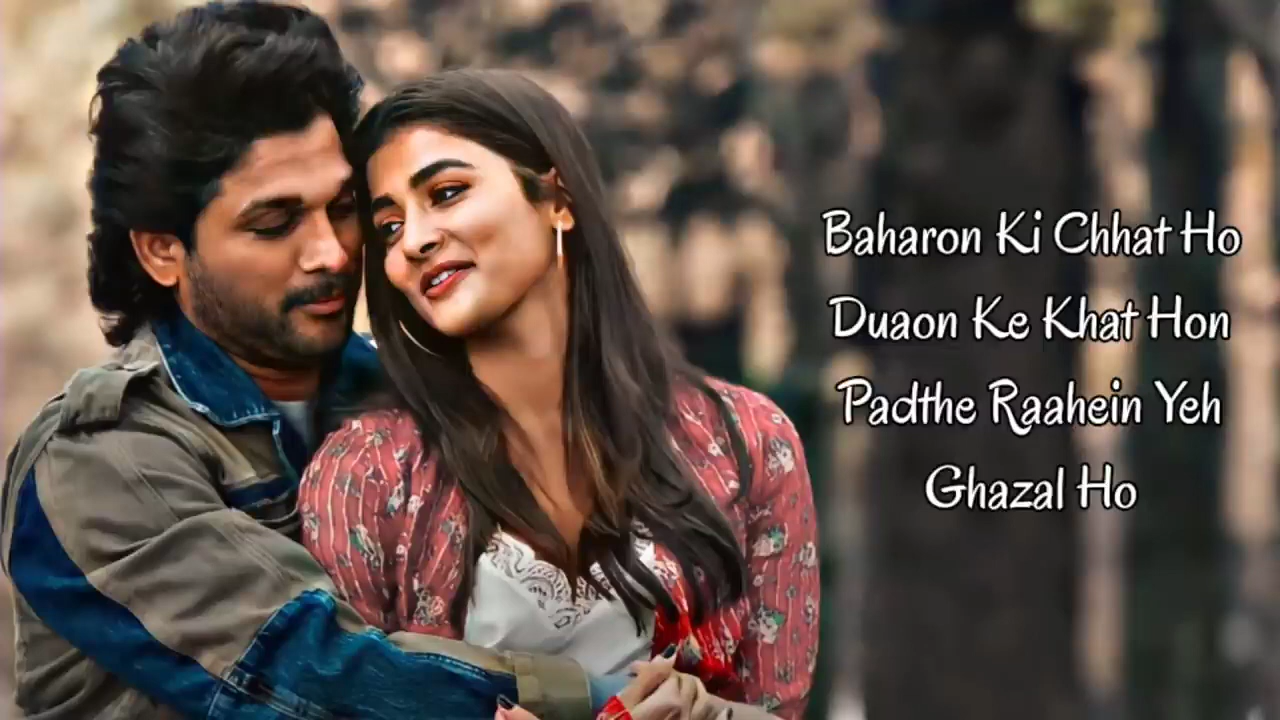 Baharon Ki Chhat Ho
Duaon Ke Khat Hon
Padthe Raahein Yeh
Ghazal Ho